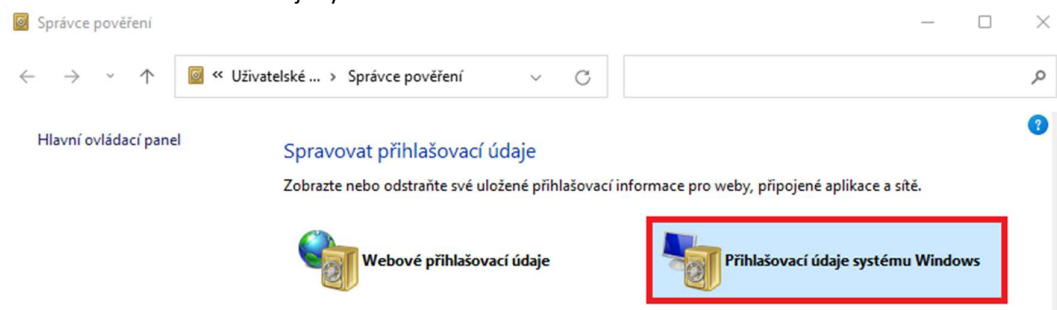 Správce pověření
« Uživatelské ... › Správce pověření
Hlavní ovládací panel
Spravovat přihlašovací údaje
Zobrazte nebo odstraňte své uložené přihlašovací informace pro weby, připojené aplikace a sítě.
Webové přihlašovací údaje
Přihlašovací údaje systému Windows